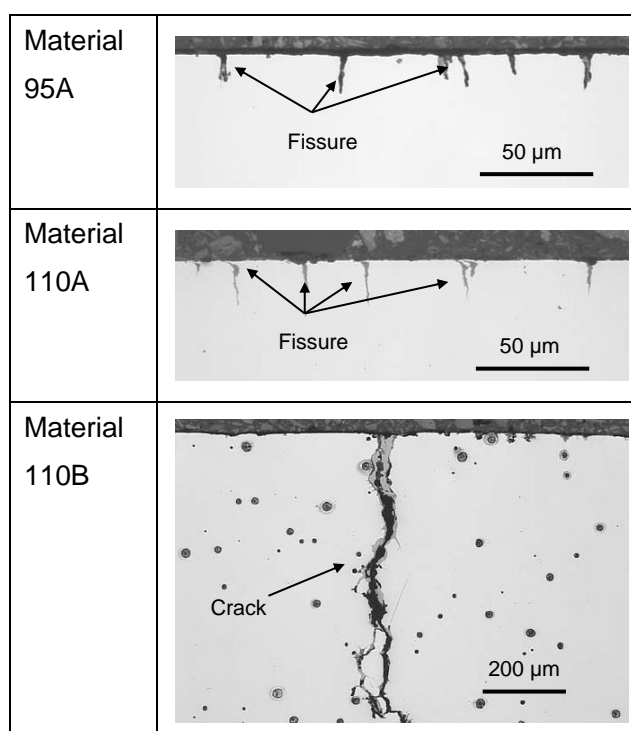 Material
95A
Fissure
50 µm
Material
110A
Fissure
50 µm
Material
110B
Crack
200 µm